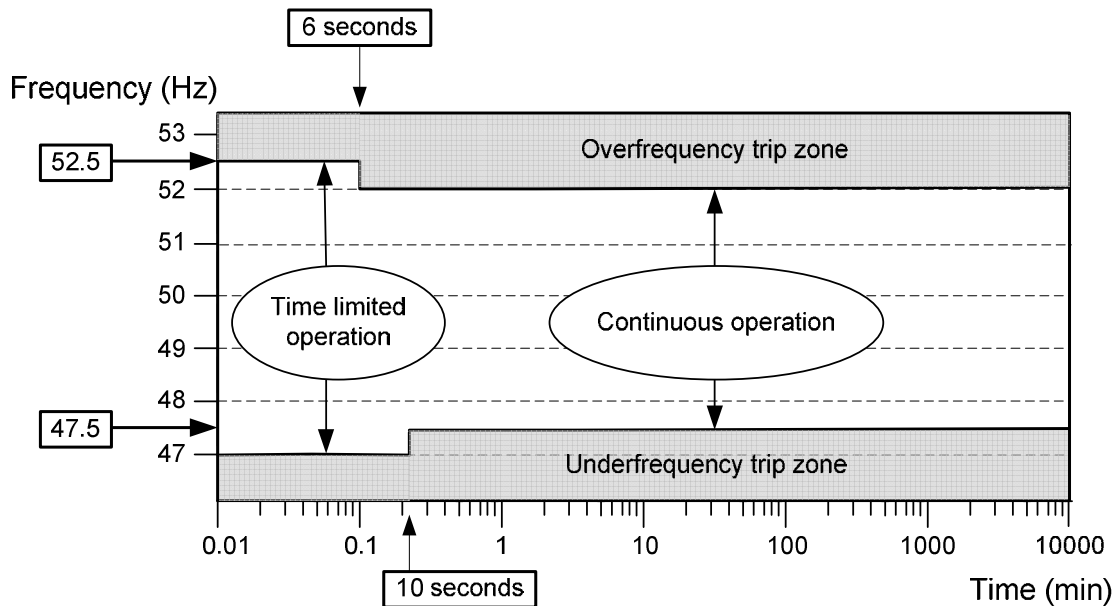 6 seconds
Frequency (Hz)
53
Overfrequency trip zone
52.5
52
51
50
Time limited
operation
Continuous operation
49
48
47.5
47
Underfrequency trip zone
0.01 0.1 1 10 100 1000 10000
10 seconds
Time (min)